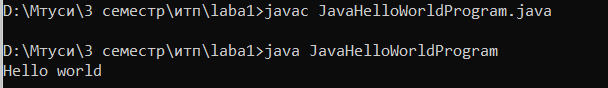 D:\Мтуси\3 семестр\итп\laba1>javac JavaHelloWorldProgram.java
D:\Мтуси\3 семестр\итп\laba1>java JavaHelloWorldProgram
Hello world